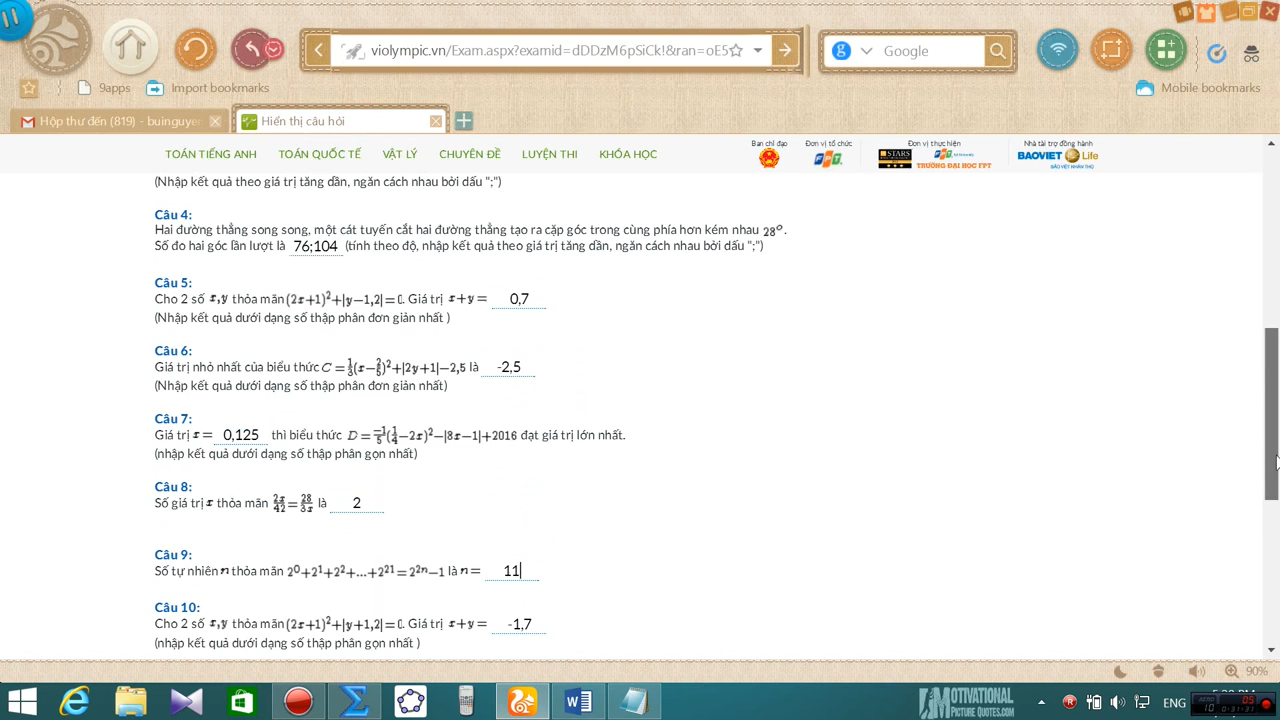 violympic.vn/Exam.aspx?examid=dDDzM6pSiCk!&ran=oE5
Google
9apps
Import bookmarks
Mobile bookmarks
Hộp thư đến (819) - buinguye
Hiển thị câu hỏi
TOÁN TIẾNG ANH TOÁN QUỐC TẾ VẬT LÝ CHUYÊN ĐỀ LUYỆN THI KHÓA HỌC
Ban chỉ đạo
Đơn vị tổ chức
FPT
Đơn vị thực hiện
STARS
FPT
TRƯỜNG ĐẠI HỌC FPT
Nhà tài trợ đồng hành
BAOVIET Life
(Nhập kết quả theo giá trị tăng dần, ngăn cách nhau bởi dấu ";")
Câu 4:
Hai đường thẳng song song, một cát tuyến cắt hai đường thẳng tạo ra cặp góc trong cùng phía hơn kém nhau 28°.
Số đo hai góc lần lượt là 76;104 (tính theo độ, nhập kết quả theo giá trị tăng dần, ngăn cách nhau bởi dấu ";")
Câu 5:
Cho 2 số x,y thỏa mãn (2x+1)²+|y−1,2|=0. Giá trị x+y= 0,7
(Nhập kết quả dưới dạng số thập phân đơn giản nhất )
Câu 6:
Giá trị nhỏ nhất của biểu thức C=1/3(x−2/5)²+|2y+1|−2,5 là -2,5
(Nhập kết quả dưới dạng số thập phân đơn giản nhất)
Câu 7:
Giá trị x= 0,125 thì biểu thức D=−1/5(1/4−2x)²−|8x−1|+2016 đạt giá trị lớn nhất.
(nhập kết quả dưới dạng số thập phân gọn nhất)
Câu 8:
Số giá trị x thỏa mãn 2x/42=28/3x là 2
Câu 9:
Số tự nhiên n thỏa mãn 2⁰+2¹+2²+...+2²¹=2²ⁿ−1 là n= 11
Câu 10:
Cho 2 số x,y thỏa mãn (2x+1)²+|y+1,2|=0. Giá trị x+y= -1,7
(nhập kết quả dưới dạng số thập phân gọn nhất )
90%
MOTIVATIONAL
PICTURE QUOTES.COM
ENG